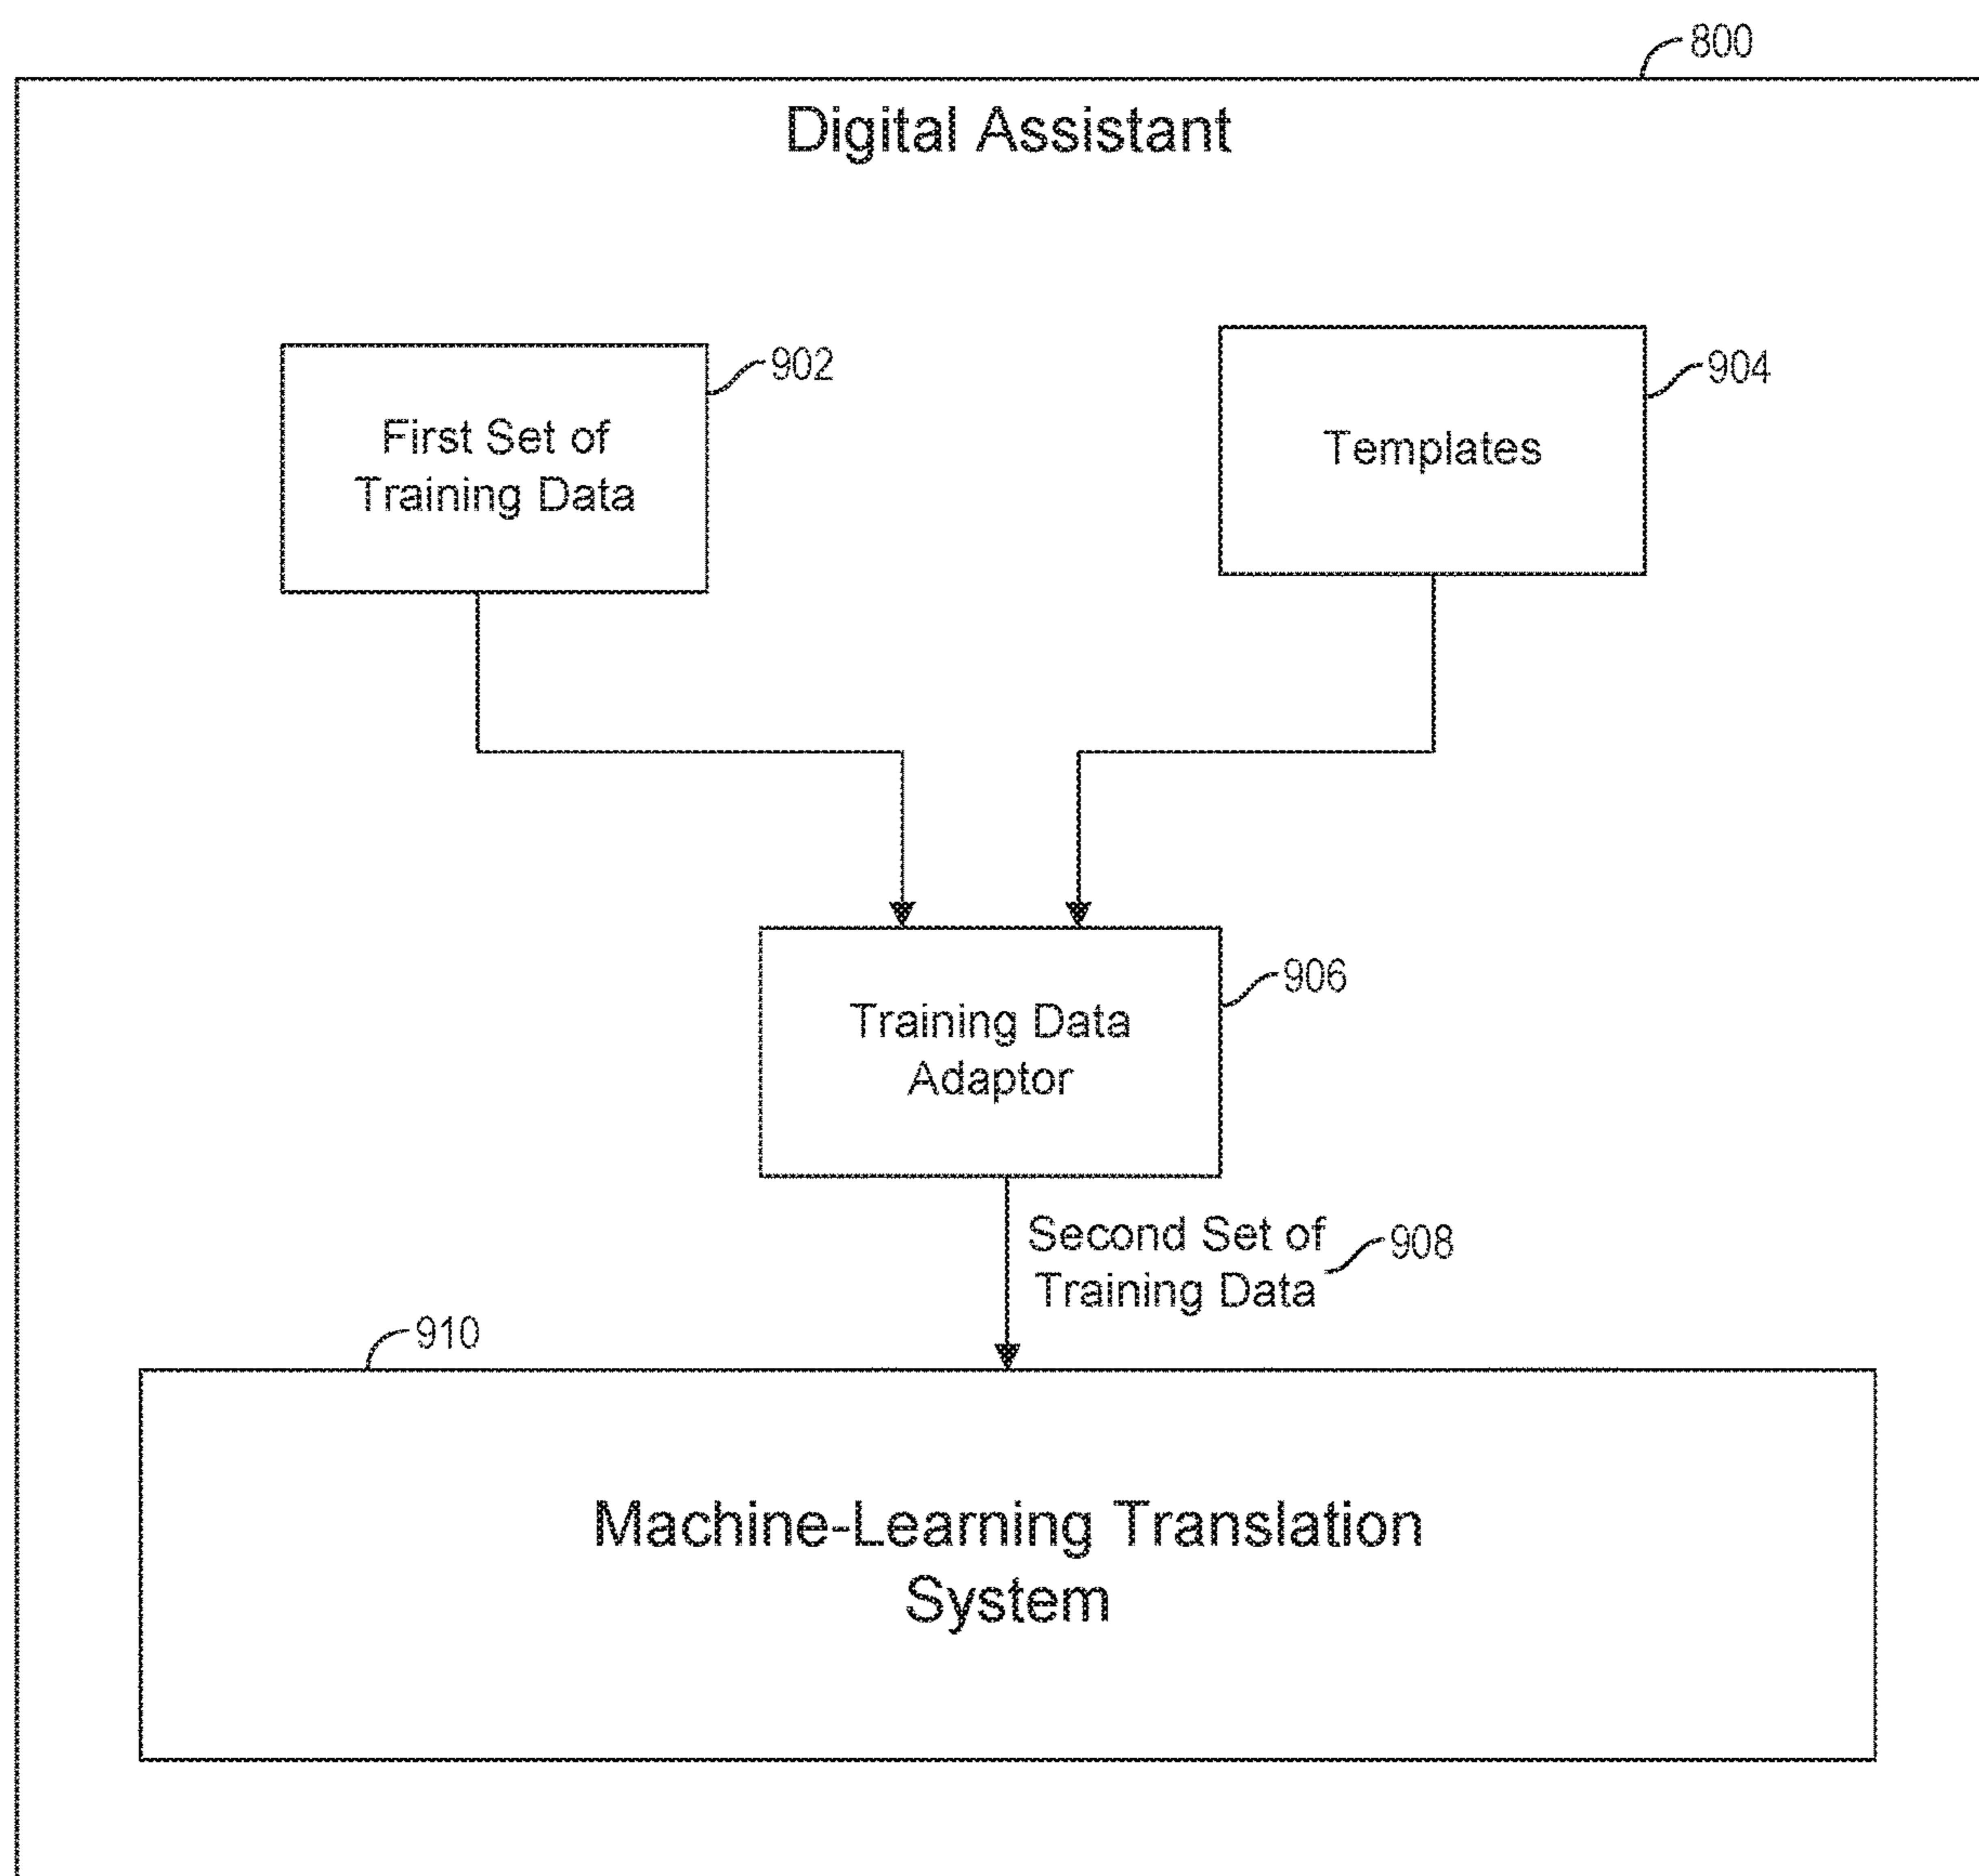 800
Digital Assistant
902
First Set of
Training Data
904
Templates
906
Training Data
Adaptor
Second Set of
Training Data
908
910
Machine-Learning Translation
System